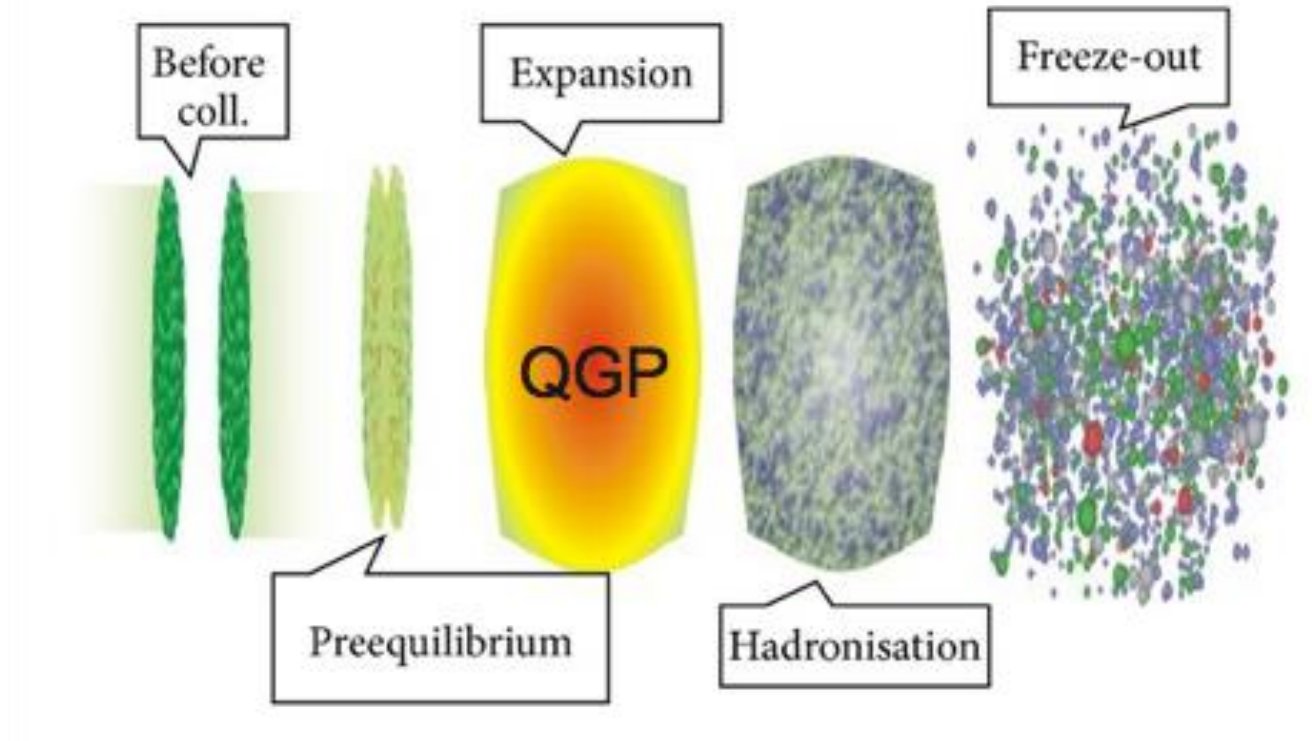 Before
coll.
Preequilibrium
Expansion
QGP
Hadronisation
Freeze-out